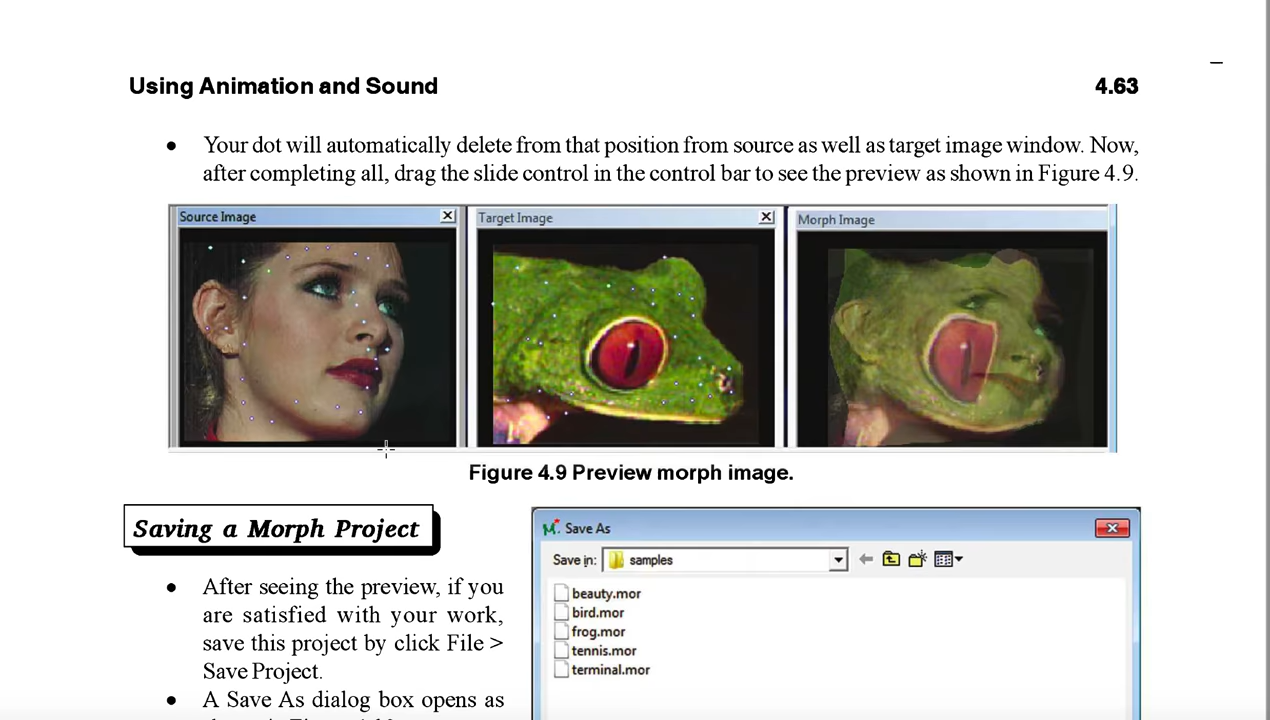 Using Animation and Sound 4.63
• Your dot will automatically delete from that position from source as well as target image window. Now,
after completing all, drag the slide control in the control bar to see the preview as shown in Figure 4.9.
Source Image
Target Image
Morph Image
Figure 4.9 Preview morph image.
Saving a Morph Project
• After seeing the preview, if you
are satisfied with your work,
save this project by click File >
Save Project.
• A Save As dialog box opens as
Save As
Save in: samples
beauty.mor
bird.mor
frog.mor
tennis.mor
terminal.mor